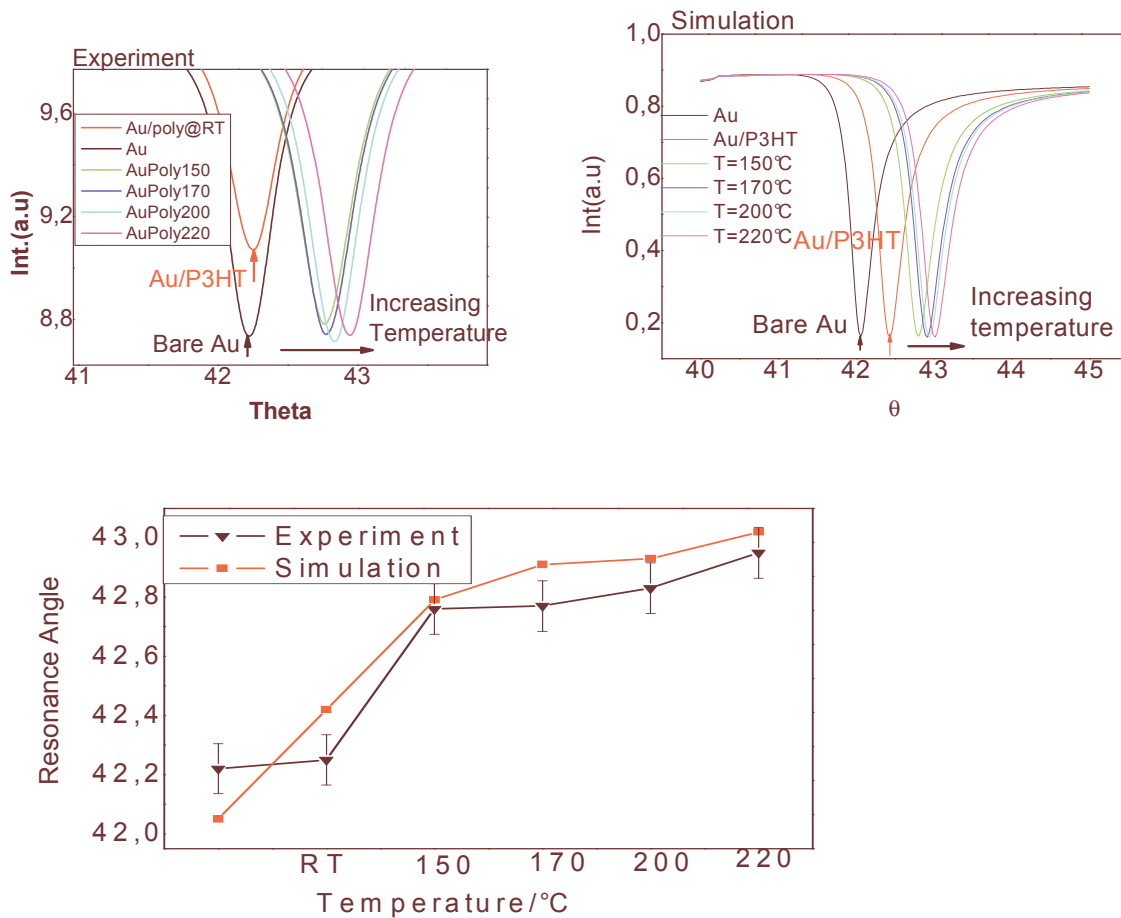 Experiment
9,6
9,2
8,8
Int.(a.u)
Au/poly@RT
Au
AuPoly150
AuPoly170
AuPoly200
AuPoly220
Au/P3HT
Bare Au
Increasing
Temperature
41
42
43
Theta
Simulation
1,0
0,8
0,6
0,4
0,2
Int(a.u)
Au
Au/P3HT
T=150°C
T=170°C
T=200°C
T=220°C
Au/P3HT
Bare Au
Increasing
temperature
40
41
42
43
44
45
θ
Experiment
Simulation
43,0
42,8
42,6
42,4
42,2
42,0
Resonance Angle
RT
150
170
200
220
Temperature/°C